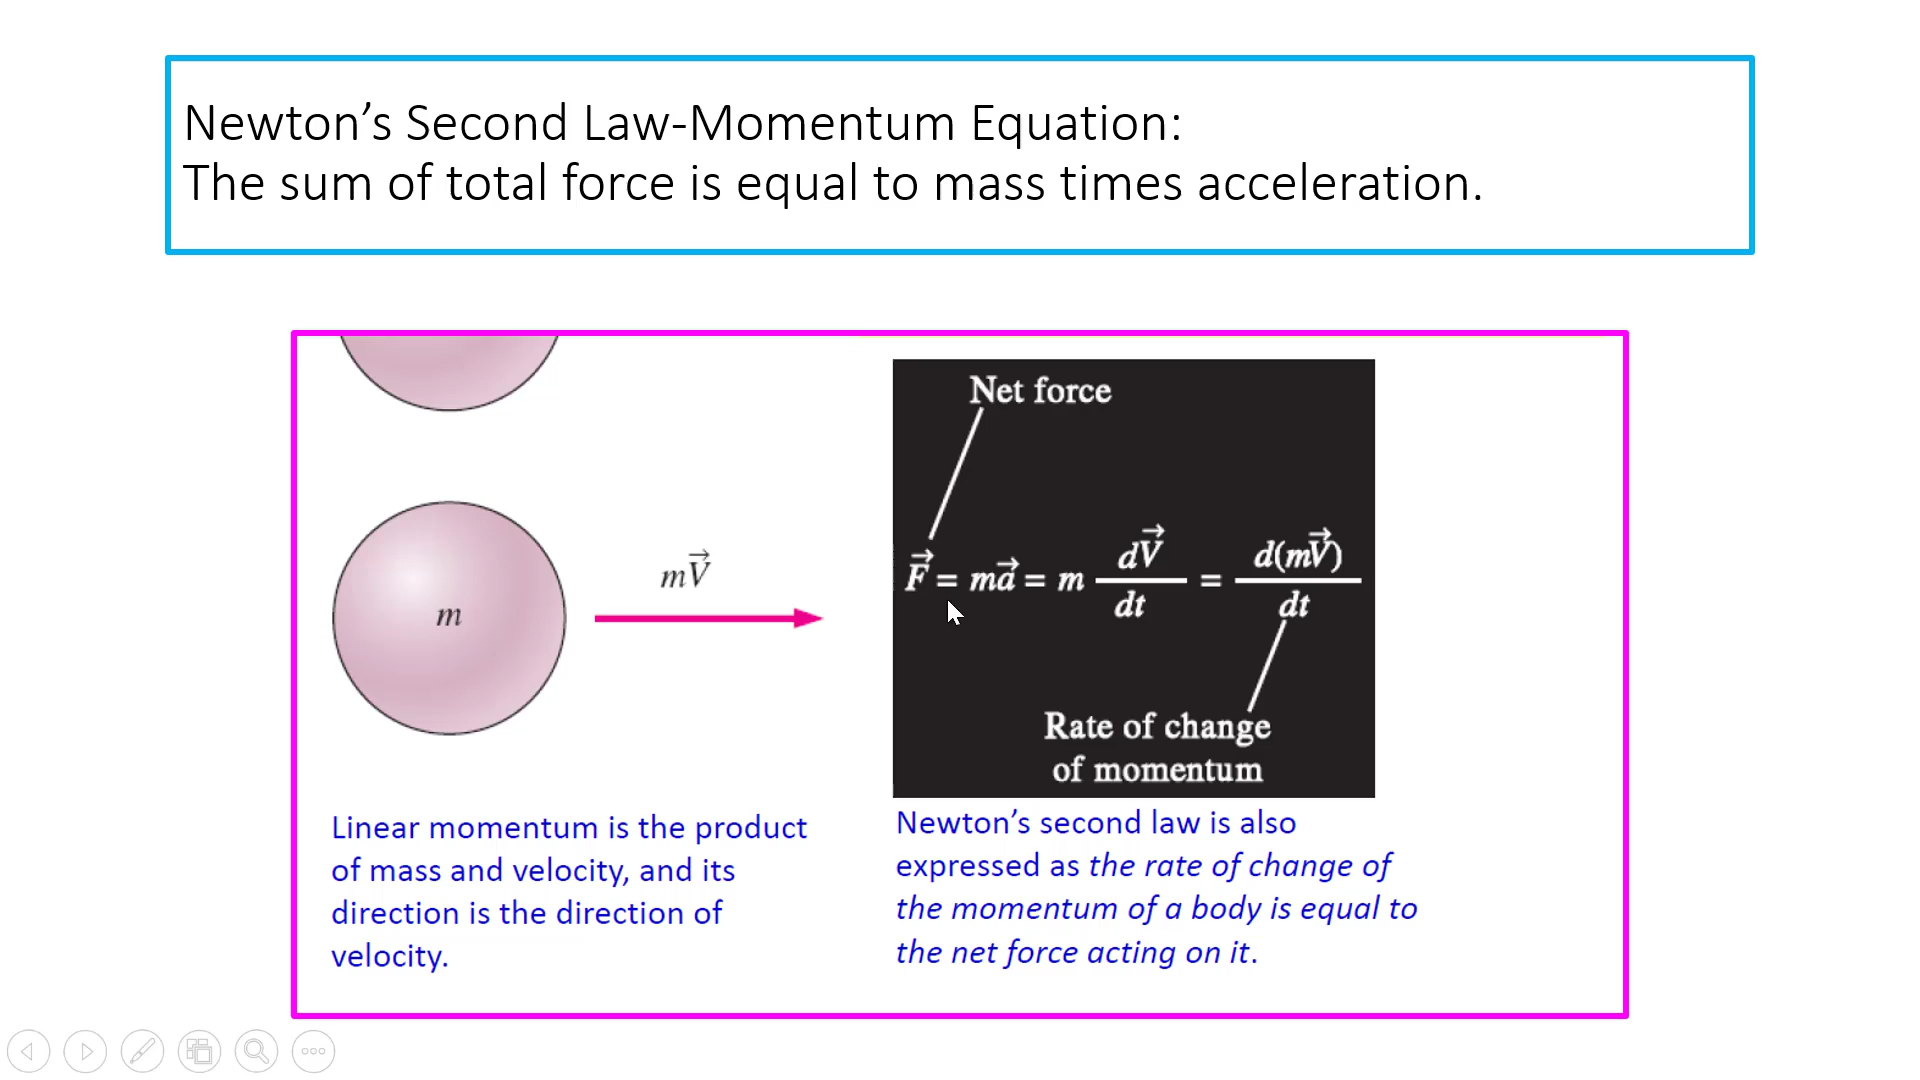 Newton’s Second Law-Momentum Equation:
The sum of total force is equal to mass times acceleration.
m
mV⃗
Linear momentum is the product
of mass and velocity, and its
direction is the direction of
velocity.
Net force
F⃗ = ma⃗ = m dV⃗/dt = d(mV⃗)/dt
Rate of change
of momentum
Newton’s second law is also
expressed as the rate of change of
the momentum of a body is equal to
the net force acting on it.